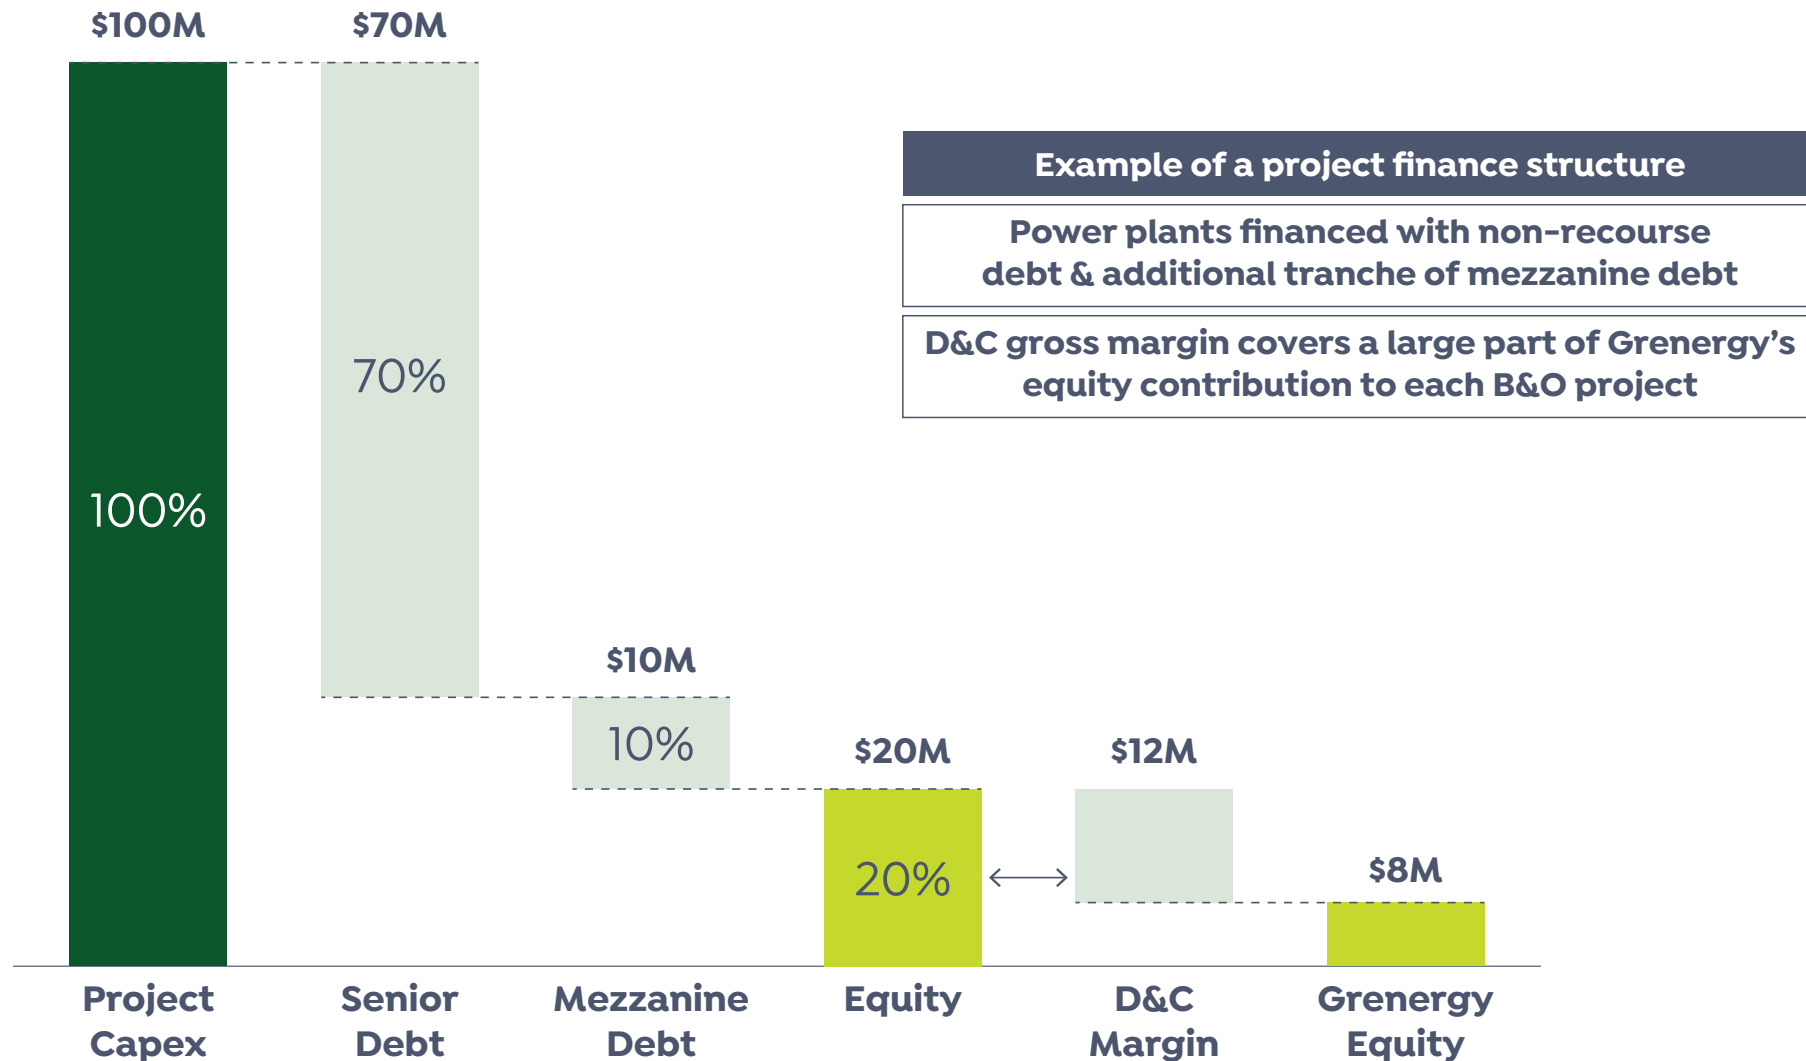 $100M
$70M
Example of a project finance structure
Power plants financed with non-recourse
debt & additional tranche of mezzanine debt
D&C gross margin covers a large part of Grenergy's
equity contribution to each B&O project
70%
100%
$10M
10%
$20M
$12M
20%
$8M
Project
Capex
Senior
Debt
Mezzanine
Debt
Equity
D&C
Margin
Grenergy
Equity